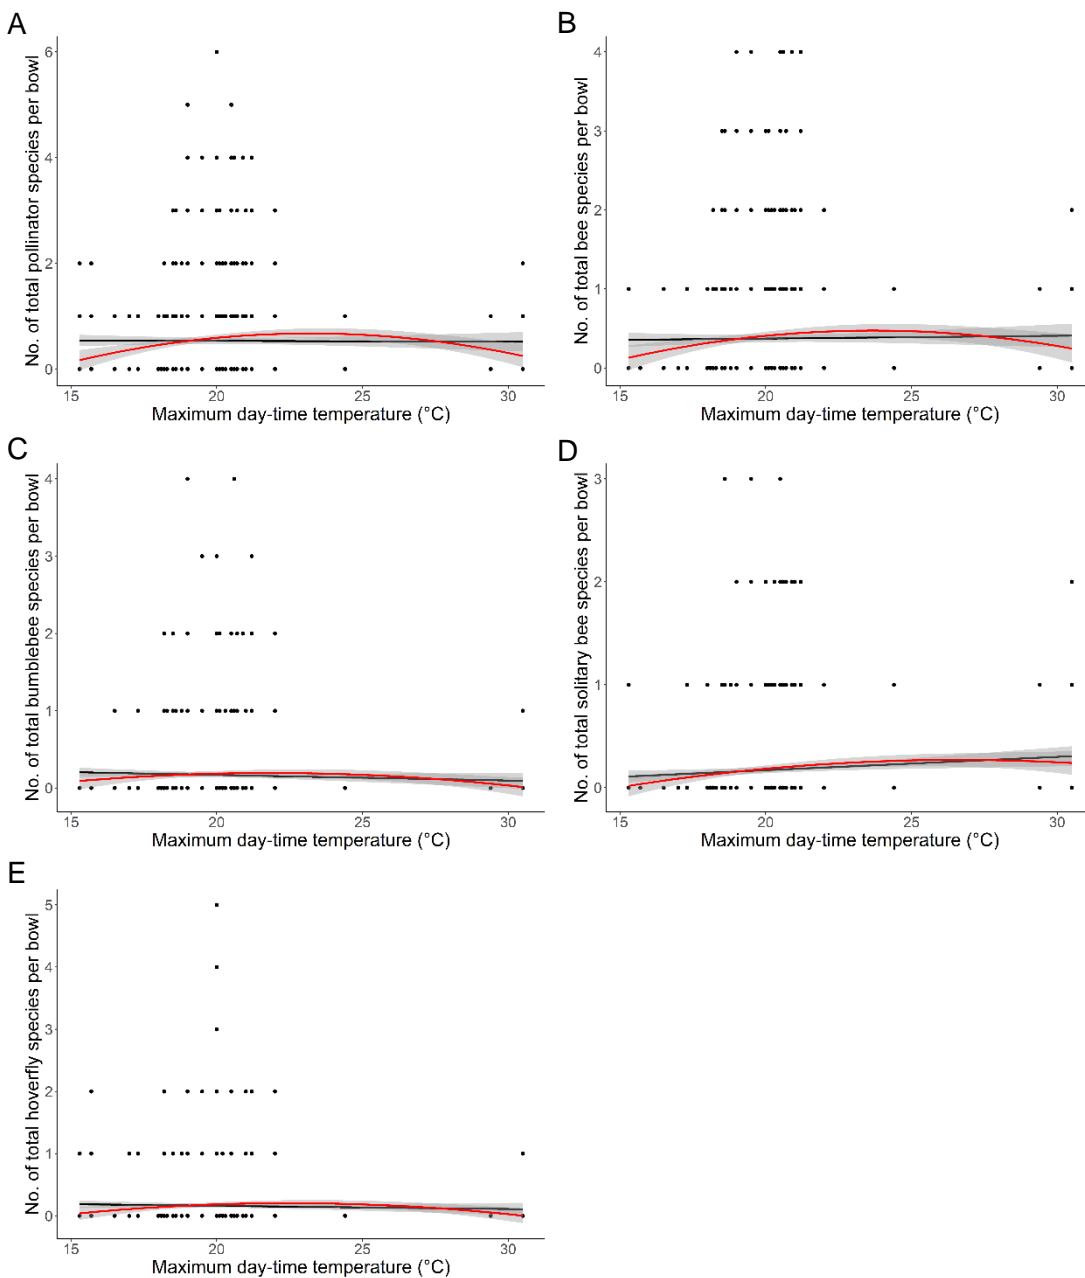 A
No. of total pollinator species per bowl
6
4
2
0
15 20 25 30
Maximum day-time temperature (°C)
B
No. of total bee species per bowl
4
3
2
1
0
15 20 25 30
Maximum day-time temperature (°C)
C
No. of total bumblebee species per bowl
4
3
2
1
0
15 20 25 30
Maximum day-time temperature (°C)
D
No. of total solitary bee species per bowl
3
2
1
0
15 20 25 30
Maximum day-time temperature (°C)
E
No. of total hoverfly species per bowl
5
4
3
2
1
0
15 20 25 30
Maximum day-time temperature (°C)